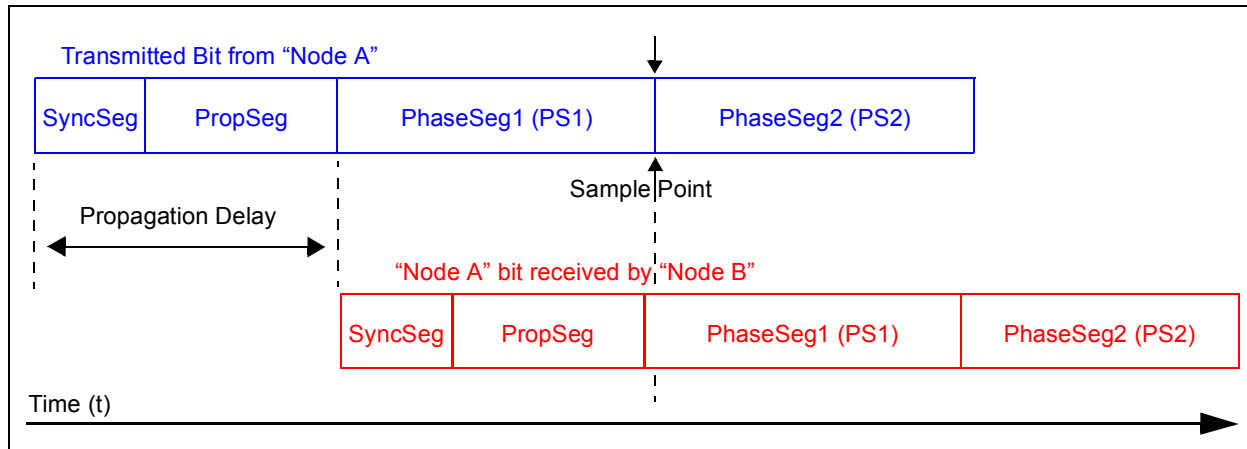 Transmitted Bit from “Node A”
SyncSeg
PropSeg
PhaseSeg1 (PS1)
PhaseSeg2 (PS2)
Sample Point
Propagation Delay
“Node A” bit received by “Node B”
SyncSeg
PropSeg
PhaseSeg1 (PS1)
PhaseSeg2 (PS2)
Time (t)